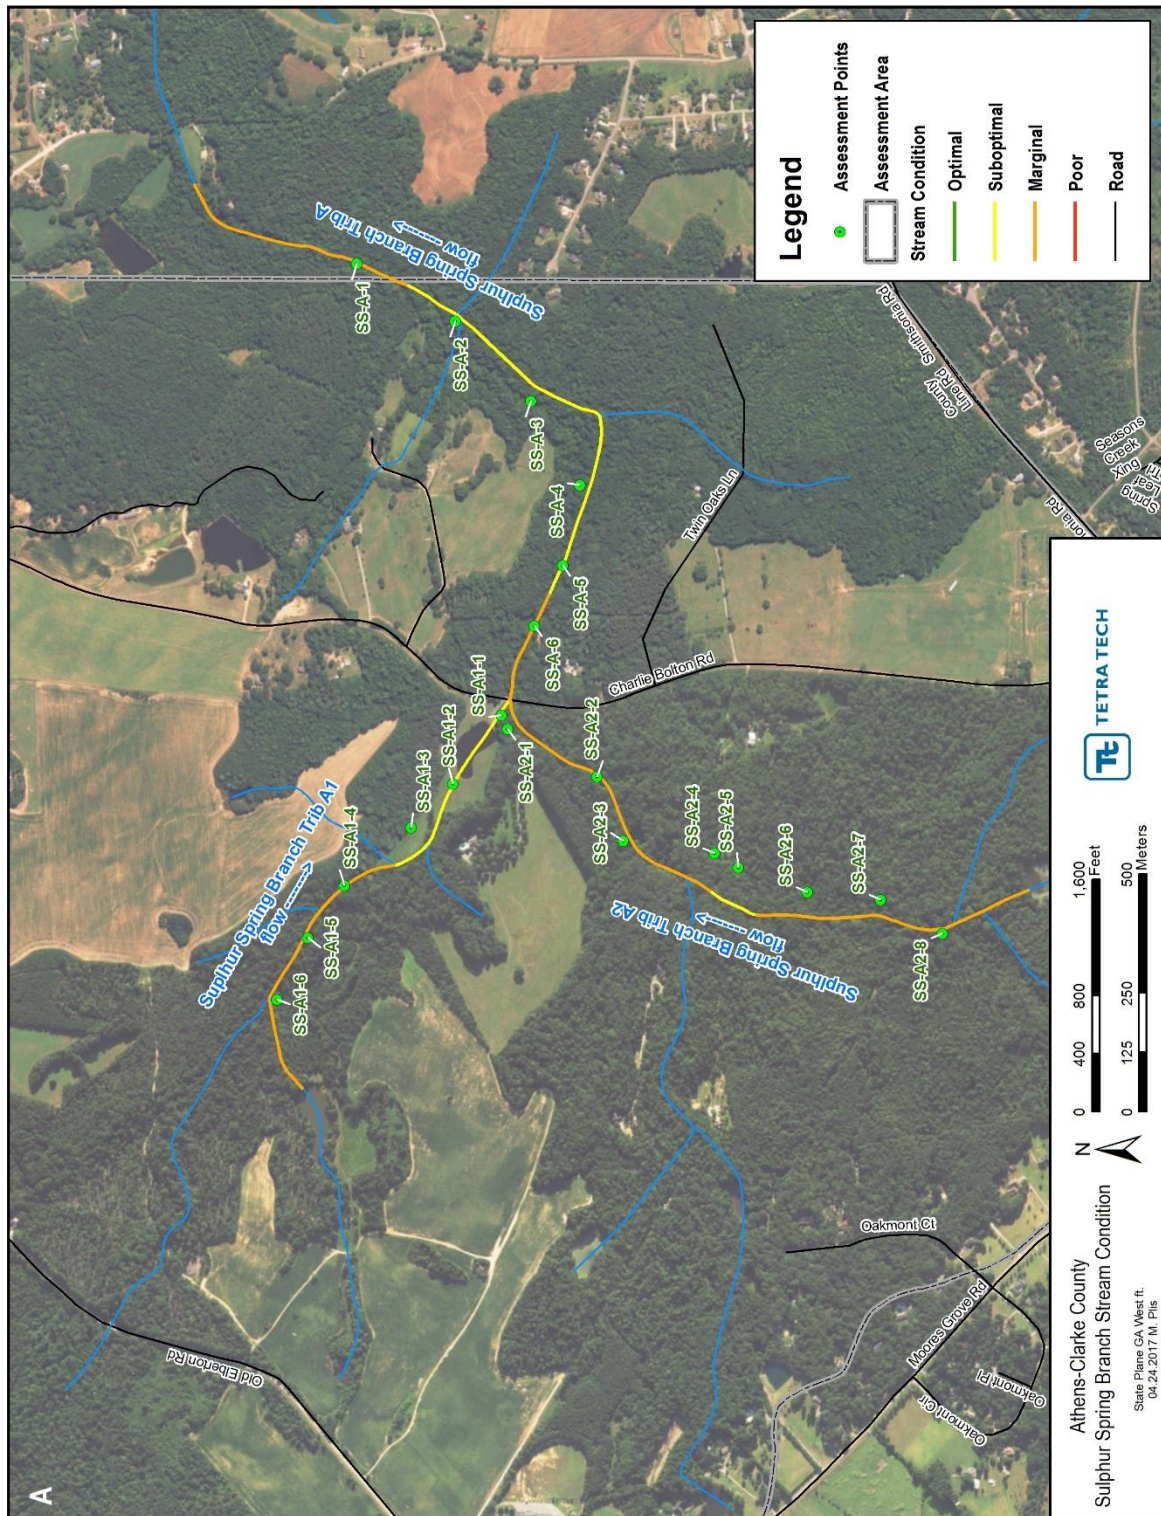 A
Old Elberton Rd
Suplhur Spring Branch Trib A1
flow ------>
SS-A1-6
SS-A1-5
SS-A1-4
SS-A1-3
SS-A1-2
SS-A1-1
SS-A2-1
SS-A2-2
SS-A2-3
SS-A2-4
SS-A2-5
SS-A2-6
SS-A2-7
SS-A2-8
Suplhur Spring Branch Trib A2
flow ------>
SS-A-1
SS-A-2
SS-A-3
SS-A-4
SS-A-5
SS-A-6
Suplhur Spring Branch Trib A
flow ------>
Charlie Bolton Rd
Twin Oaks Ln
County
Line Rd
Smithsonia Rd
onia Rd
Seasons
Creek
Xing
Spring
Leaf
Trl
Oakmont Ct
Moores Grove Rd
Oakmont Cir
Oakmont Pl
Legend
Assessment Points
Assessment Area
Stream Condition
Optimal
Suboptimal
Marginal
Poor
Road
Athens-Clarke County
Sulphur Spring Branch Stream Condition
State Plane GA West ft.
04.24.2017 M. Plis
N
0 400 800 1,600
Feet
0 125 250 500
Meters
Tt TETRA TECH